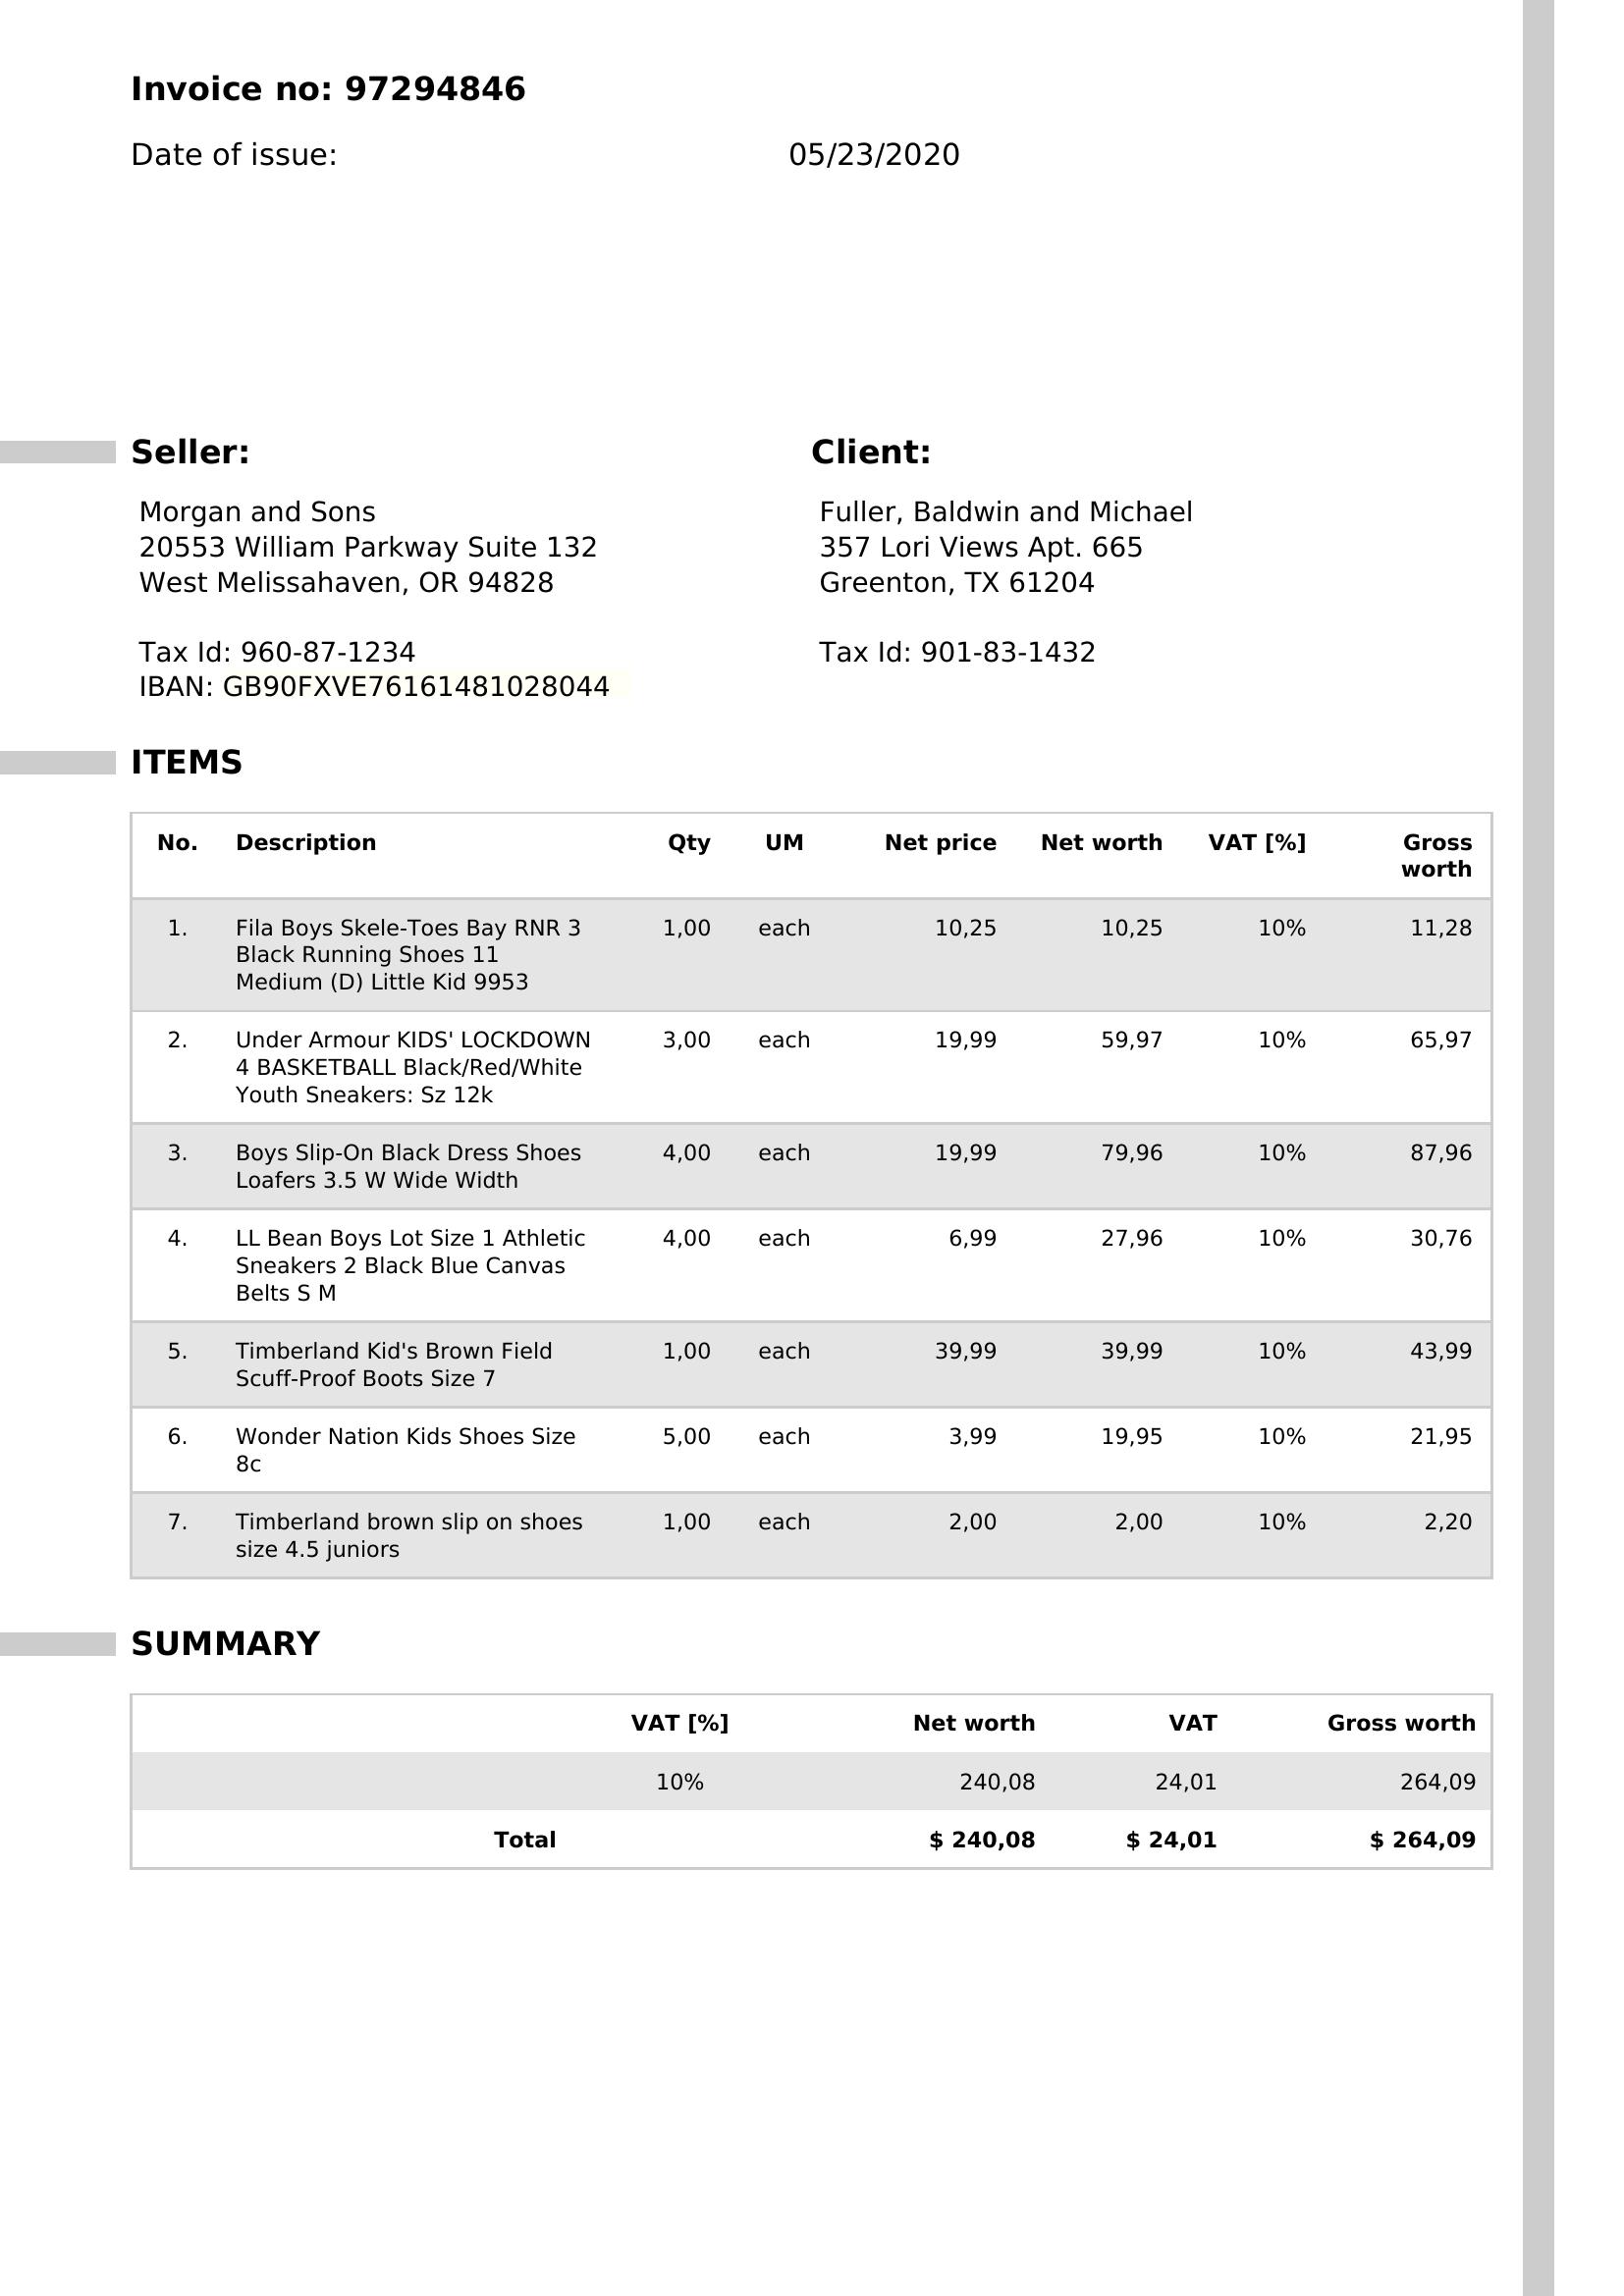 Invoice no: 97294846
Date of issue: 05/23/2020
Seller:
Morgan and Sons
20553 William Parkway Suite 132
West Melissahaven, OR 94828
Tax Id: 960-87-1234
IBAN: GB90FXVE76161481028044
Client:
Fuller, Baldwin and Michael
357 Lori Views Apt. 665
Greenton, TX 61204
Tax Id: 901-83-1432
ITEMS
No. Description Qty UM Net price Net worth VAT [%] Gross
worth
1. Fila Boys Skele-Toes Bay RNR 3 1,00 each 10,25 10,25 10% 11,28
Black Running Shoes 11
Medium (D) Little Kid 9953
2. Under Armour KIDS' LOCKDOWN 3,00 each 19,99 59,97 10% 65,97
4 BASKETBALL Black/Red/White
Youth Sneakers: Sz 12k
3. Boys Slip-On Black Dress Shoes 4,00 each 19,99 79,96 10% 87,96
Loafers 3.5 W Wide Width
4. LL Bean Boys Lot Size 1 Athletic 4,00 each 6,99 27,96 10% 30,76
Sneakers 2 Black Blue Canvas
Belts S M
5. Timberland Kid's Brown Field 1,00 each 39,99 39,99 10% 43,99
Scuff-Proof Boots Size 7
6. Wonder Nation Kids Shoes Size 5,00 each 3,99 19,95 10% 21,95
8c
7. Timberland brown slip on shoes 1,00 each 2,00 2,00 10% 2,20
size 4.5 juniors
SUMMARY
VAT [%] Net worth VAT Gross worth
10% 240,08 24,01 264,09
Total $ 240,08 $ 24,01 $ 264,09